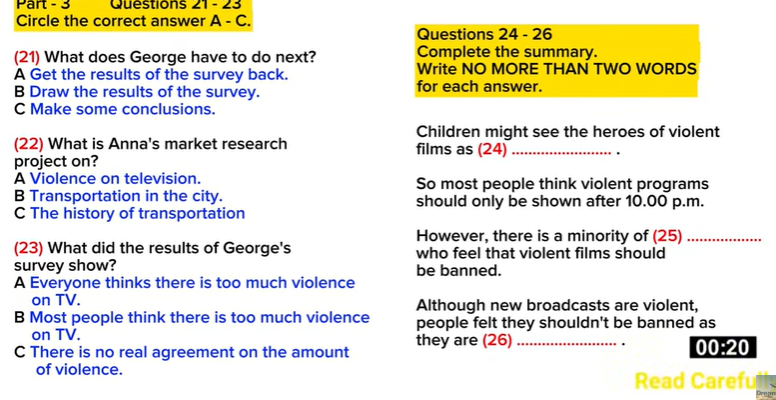 Part - 3 Questions 21 - 23
Circle the correct answer A - C.
(21) What does George have to do next?
A Get the results of the survey back.
B Draw the results of the survey.
C Make some conclusions.
(22) What is Anna's market research
project on?
A Violence on television.
B Transportation in the city.
C The history of transportation
(23) What did the results of George's
survey show?
A Everyone thinks there is too much violence
on TV.
B Most people think there is too much violence
on TV.
C There is no real agreement on the amount
of violence.
Questions 24 - 26
Complete the summary.
Write NO MORE THAN TWO WORDS
for each answer.
Children might see the heroes of violent
films as (24) ........................ .
So most people think violent programs
should only be shown after 10.00 p.m.
However, there is a minority of (25) ..................
who feel that violent films should
be banned.
Although new broadcasts are violent,
people felt they shouldn't be banned as
they are (26) ........................ .
00:20
Read Carefull